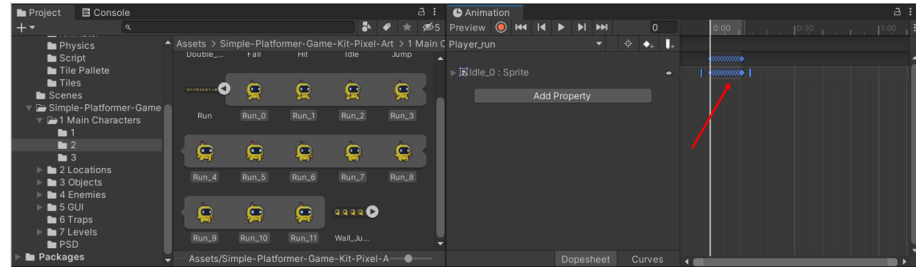 Project
Console
5
Physics
Script
Tile Pallete
Tiles
Scenes
Simple-Platformer-Game
1 Main Characters
1
2
3
2 Locations
3 Objects
4 Enemies
5 GUI
6 Traps
7 Levels
PSD
Packages
Assets > Simple-Platformer-Game-Kit-Pixel-Art > 1 Main C
Double_... Fall Hit Idle Jump
Run Run_0 Run_1 Run_2 Run_3
Run_4 Run_5 Run_6 Run_7 Run_8
Run_9 Run_10 Run_11 Wall_Ju...
Assets/Simple-Platformer-Game-Kit-Pixel-A
Animation
Preview 0
0:00 0:30 1:00
Player_run
Idle_0 : Sprite
Add Property
Dopesheet Curves